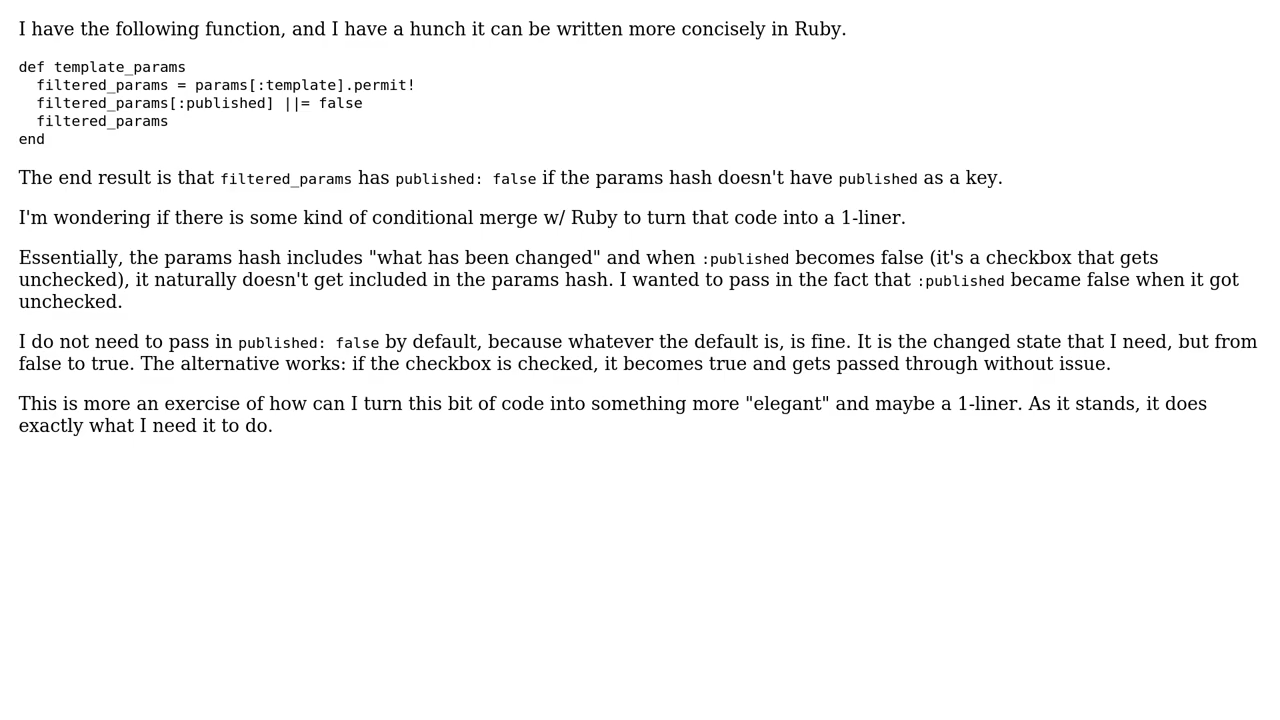 I have the following function, and I have a hunch it can be written more concisely in Ruby.
def template_params
  filtered_params = params[:template].permit!
  filtered_params[:published] ||= false
  filtered_params
end
The end result is that filtered_params has published: false if the params hash doesn't have published as a key.
I'm wondering if there is some kind of conditional merge w/ Ruby to turn that code into a 1-liner.
Essentially, the params hash includes "what has been changed" and when :published becomes false (it's a checkbox that gets
unchecked), it naturally doesn't get included in the params hash. I wanted to pass in the fact that :published became false when it got
unchecked.
I do not need to pass in published: false by default, because whatever the default is, is fine. It is the changed state that I need, but from
false to true. The alternative works: if the checkbox is checked, it becomes true and gets passed through without issue.
This is more an exercise of how can I turn this bit of code into something more "elegant" and maybe a 1-liner. As it stands, it does
exactly what I need it to do.